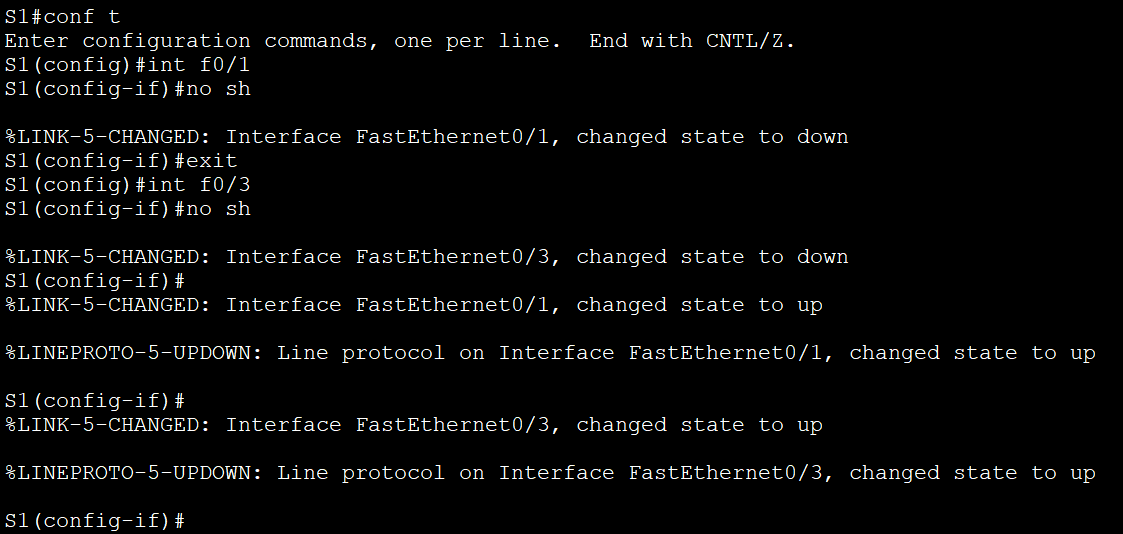 S1#conf t
Enter configuration commands, one per line.  End with CNTL/Z.
S1(config)#int f0/1
S1(config-if)#no sh
%LINK-5-CHANGED: Interface FastEthernet0/1, changed state to down
S1(config-if)#exit
S1(config)#int f0/3
S1(config-if)#no sh
%LINK-5-CHANGED: Interface FastEthernet0/3, changed state to down
S1(config-if)#
%LINK-5-CHANGED: Interface FastEthernet0/1, changed state to up
%LINEPROTO-5-UPDOWN: Line protocol on Interface FastEthernet0/1, changed state to up
S1(config-if)#
%LINK-5-CHANGED: Interface FastEthernet0/3, changed state to up
%LINEPROTO-5-UPDOWN: Line protocol on Interface FastEthernet0/3, changed state to up
S1(config-if)#